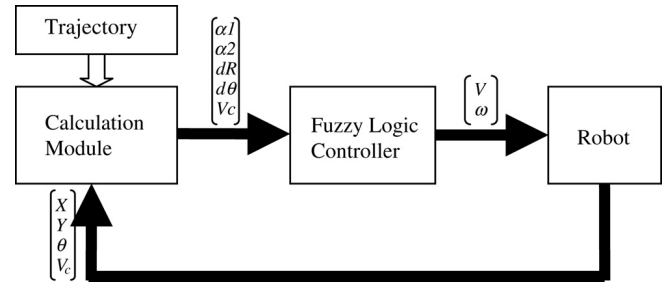 Trajectory
Calculation
Module
α1
α2
dR
dθ
Vc
Fuzzy Logic
Controller
V
ω
Robot
X
Y
θ
Vc